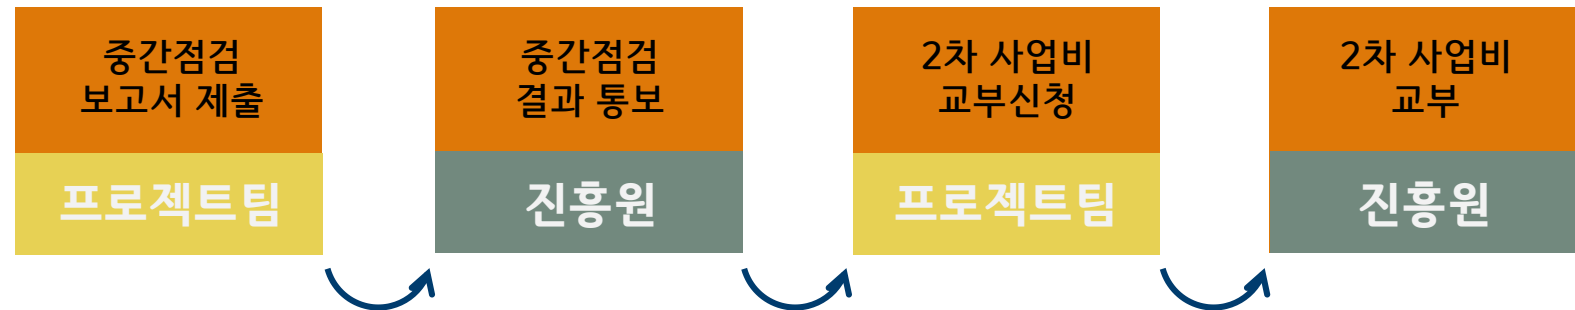 중간점검
보고서 제출
프로젝트팀
중간점검
결과 통보
진흥원
2차 사업비
교부신청
프로젝트팀
2차 사업비
교부
진흥원